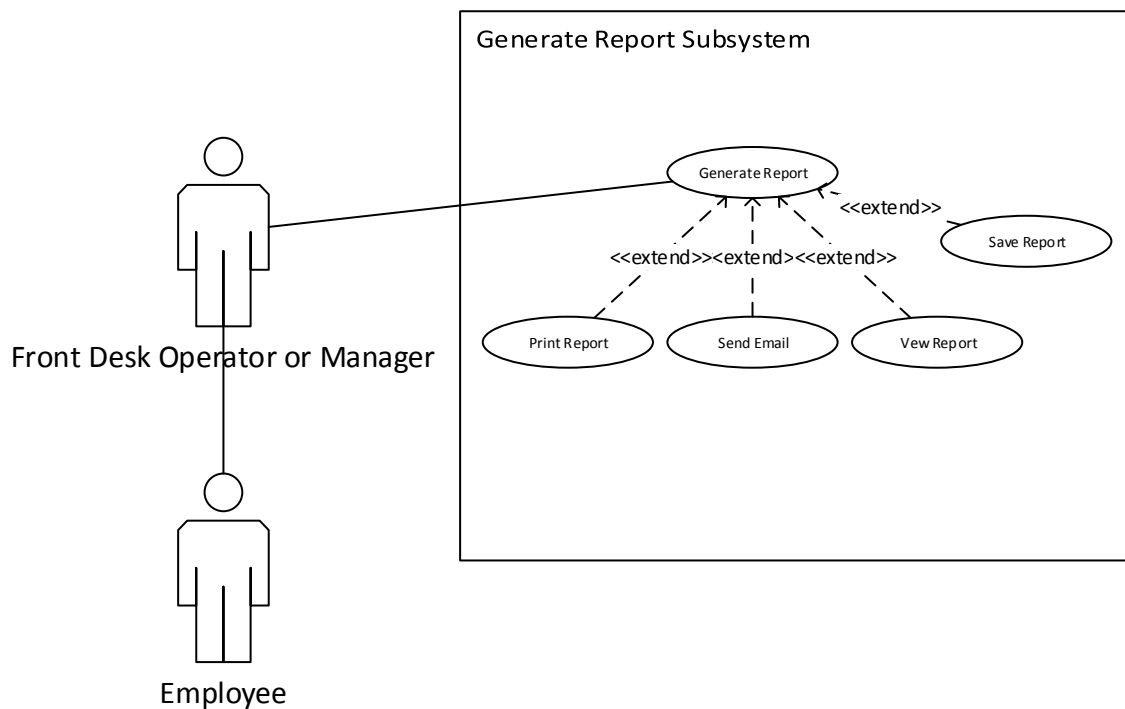 Generate Report Subsystem
Generate Report
<<extend>>
Save Report
<<extend>><extend><<extend>>
Print Report
Send Email
Vew Report
Front Desk Operator or Manager
Employee